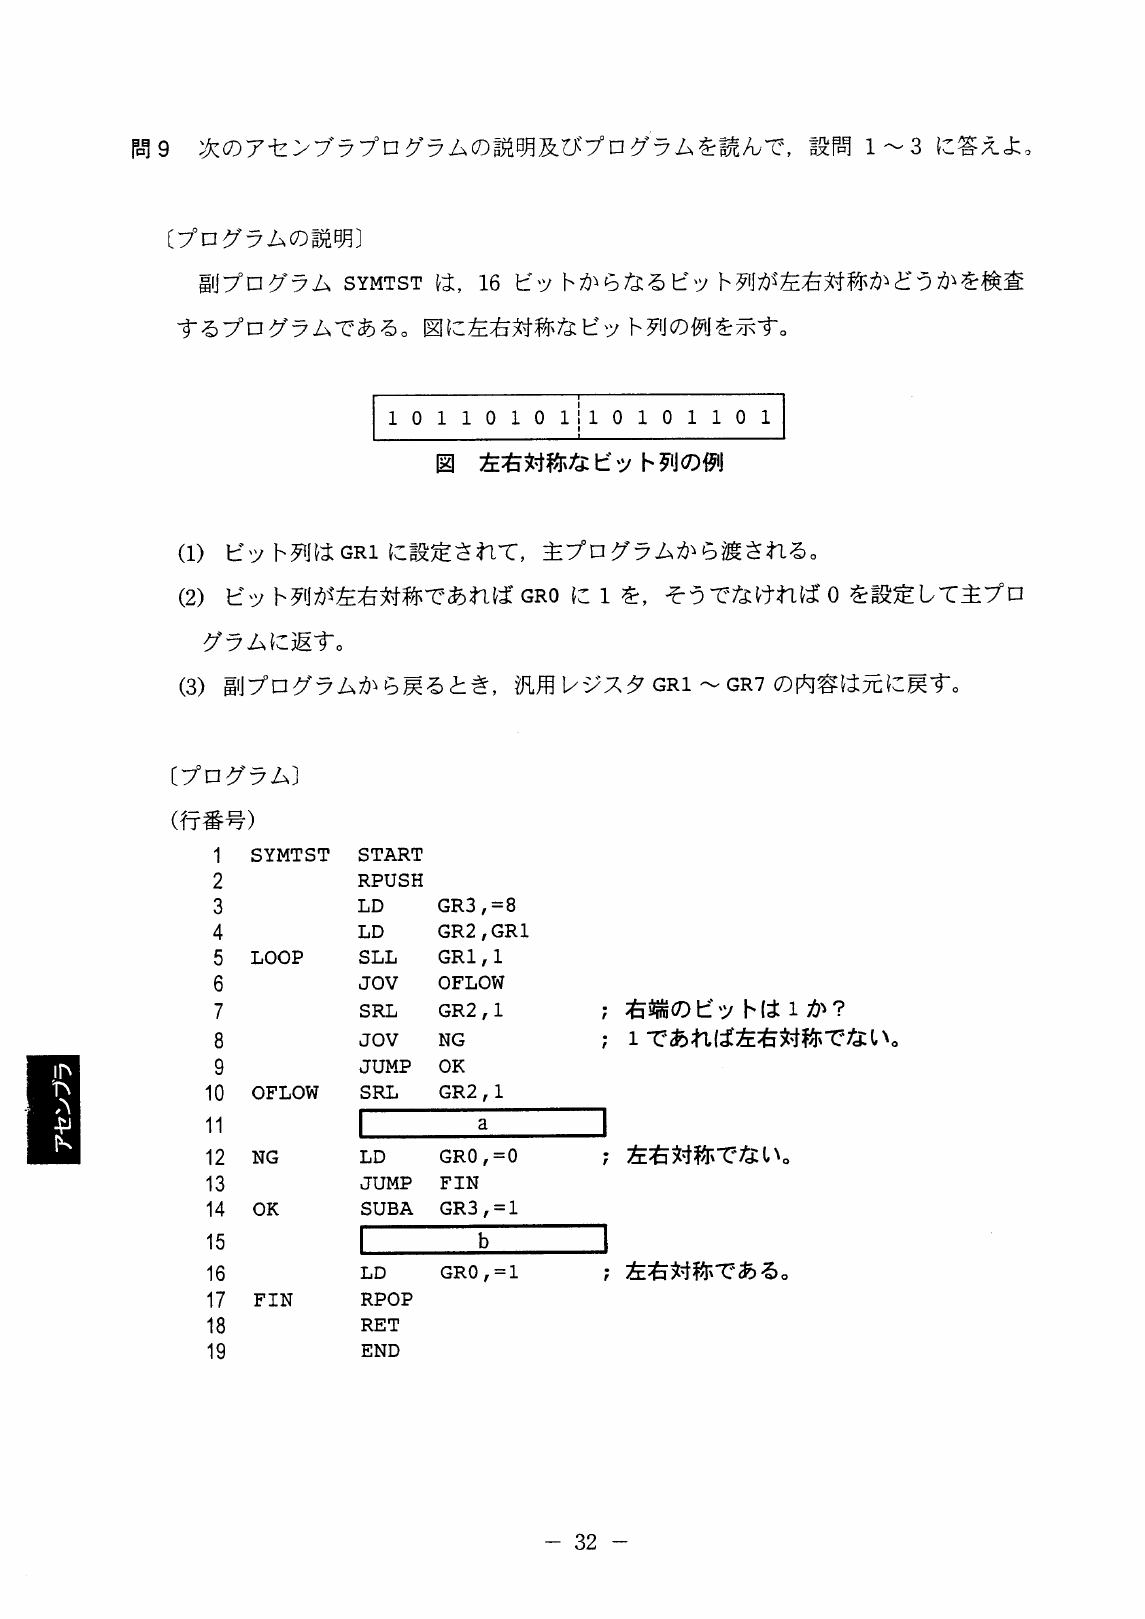 問9 次のアセンブラプログラムの説明及びプログラムを読んで，設問 1～3 に答えよ。
〔プログラムの説明〕
副プログラム SYMTST は，16 ビットからなるビット列が左右対称かどうかを検査
するプログラムである。図に左右対称なビット列の例を示す。
1 0 1 1 0 1 0 1 1 0 1 0 1 1 0 1
図 左右対称なビット列の例
(1) ビット列は GR1 に設定されて，主プログラムから渡される。
(2) ビット列が左右対称であれば GR0 に 1 を，そうでなければ 0 を設定して主プロ
グラムに返す。
(3) 副プログラムから戻るとき，汎用レジスタ GR1 ～ GR7 の内容は元に戻す。
〔プログラム〕
(行番号)
1 SYMTST START
2 RPUSH
3 LD GR3,=8
4 LD GR2,GR1
5 LOOP SLL GR1,1
6 JOV OFLOW
7 SRL GR2,1 ; 右端のビットは 1 か？
8 JOV NG ; 1 であれば左右対称でない。
9 JUMP OK
10 OFLOW SRL GR2,1
11 a
12 NG LD GR0,=0 ; 左右対称でない。
13 JUMP FIN
14 OK SUBA GR3,=1
15 b
16 LD GR0,=1 ; 左右対称である。
17 FIN RPOP
18 RET
19 END
アセンブラ
－ 32 －